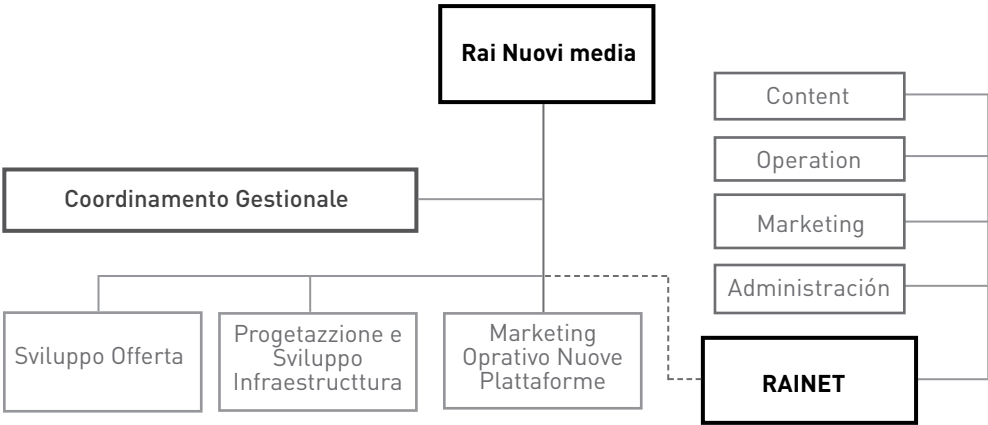 Rai Nuovi media
Content
Operation
Coordinamento Gestionale
Marketing
Administración
Sviluppo Offerta
Progetazzione e
Sviluppo
Infraestructtura
Marketing
Oprativo Nuove
Plattaforme
RAINET